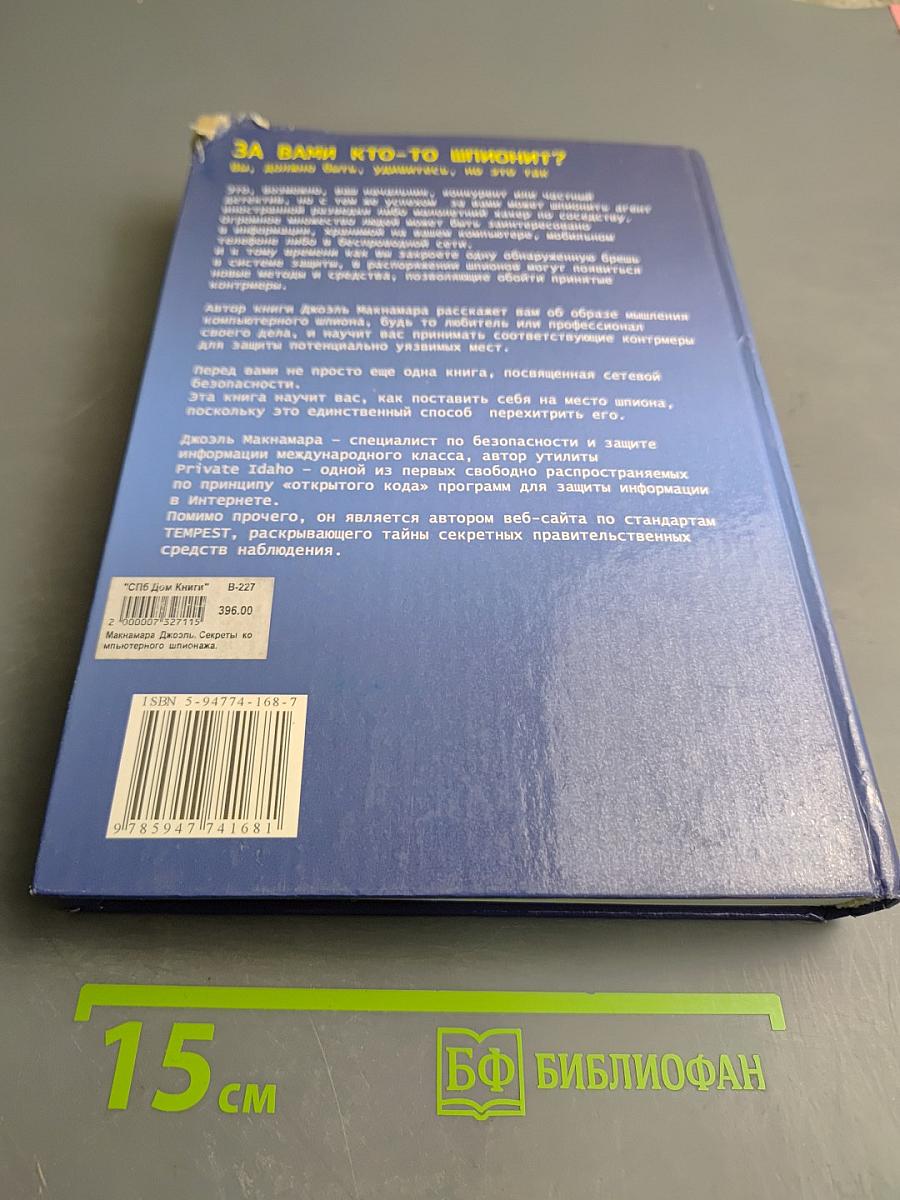 ЗА ВАМИ КТО-ТО ШПИОНИТ?
Вы, должно быть, удивитесь, но это так
Это, возможно, ваш начальник, конкурент или частный
детектив, но с тем же успехом за вами может шпионить агент
иностранной разведки либо малолетний хакер по соседству.
Огромное множество людей может быть заинтересовано
в информации, хранимой на вашем компьютере, мобильном
телефоне либо в беспроводной сети.
И к тому времени как вы закроете одну обнаруженную брешь
в системе защиты, в распоряжении шпионов могут появиться
новые методы и средства, позволяющие обойти принятые
контрмеры.
Автор книги Джоэль Макнамара расскажет вам об образе мышления
компьютерного шпиона, будь то любитель или профессионал
своего дела, и научит вас принимать соответствующие контрмеры
для защиты потенциально уязвимых мест.
Перед вами не просто еще одна книга, посвященная сетевой
безопасности.
Эта книга научит вас, как поставить себя на место шпиона,
поскольку это единственный способ перехитрить его.
Джоэль Макнамара – специалист по безопасности и защите
информации международного класса, автор утилиты
Private Idaho – одной из первых свободно распространяемых
по принципу «открытого кода» программ для защиты информации
в Интернете.
Помимо прочего, он является автором веб-сайта по стандартам
TEMPEST, раскрывающего тайны секретных правительственных
средств наблюдения.
"СПб Дом Книги" В-227
396.00
2 000007 327115
Макнамара Джоэль. Секреты ко
мпьютерного шпионажа.
ISBN 5-94774-168-7
9 785947 741681
15 см
БФ БИБЛИОФАН